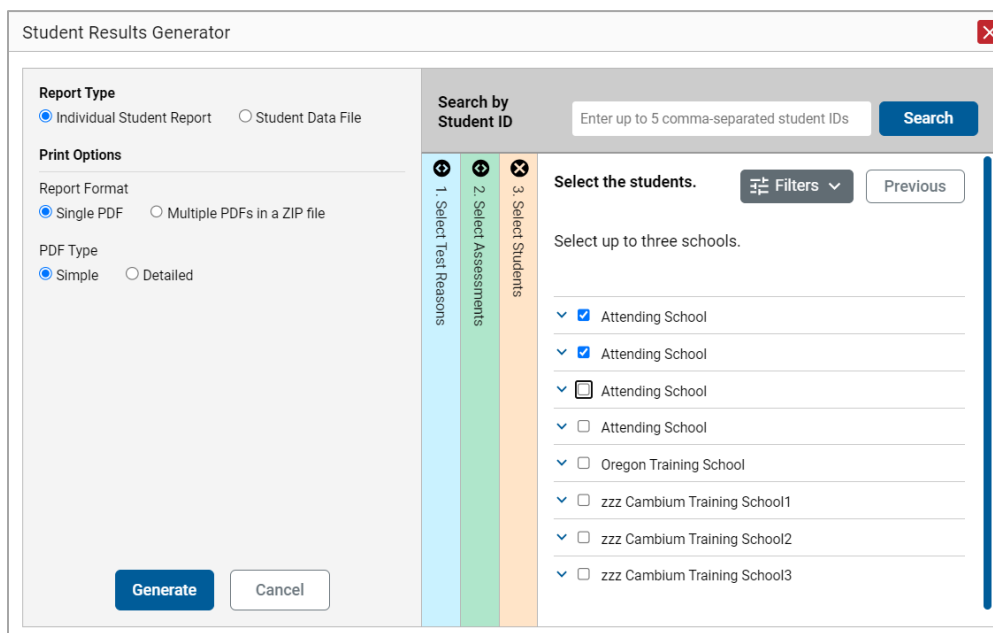 Student Results Generator
Report Type
Individual Student Report Student Data File
Print Options
Report Format
Single PDF Multiple PDFs in a ZIP file
PDF Type
Simple Detailed
Generate Cancel
Search by
Student ID
Enter up to 5 comma-separated student IDs
Search
1. Select Test Reasons
2. Select Assessments
3. Select Students
Select the students.
Filters
Previous
Select up to three schools.
Attending School
Attending School
Attending School
Attending School
Oregon Training School
zzz Cambium Training School1
zzz Cambium Training School2
zzz Cambium Training School3